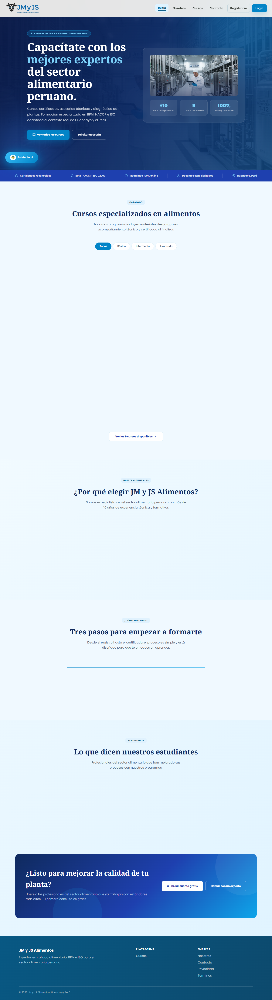 JMyJS
PRODUCCIÓN LÁCTEA PROFESIONAL
Inicio
Nosotros
Cursos
Contacto
Registrarse
Login
★ ESPECIALISTAS EN CALIDAD ALIMENTARIA
Capacítate con los
mejores expertos
del sector
alimentario
peruano.
Cursos certificados, asesorías técnicas y diagnóstico de
plantas. Formación especializada en BPM, HACCP e ISO
adaptada al contexto real de Huancayo y el Perú.
Ver todos los cursos
Solicitar asesoría
+10
Años de experiencia
9
Cursos disponibles
100%
Online y certificado
T-12
Asistente IA
Certificados reconocidos
BPM · HACCP · ISO 22000
Modalidad 100% online
Docentes especializados
Huancayo, Perú
CATÁLOGO
Cursos especializados en alimentos
Todos los programas incluyen materiales descargables,
acompañamiento técnico y certificado al finalizar.
Todos
Básico
Intermedio
Avanzado
Ver los 9 cursos disponibles ›
NUESTRAS VENTAJAS
¿Por qué elegir JM y JS Alimentos?
Somos especialistas en el sector alimentario peruano con más de
10 años de experiencia técnica y formativa.
¿CÓMO FUNCIONA?
Tres pasos para empezar a formarte
Desde el registro hasta el certificado, el proceso es simple y está
diseñado para que te enfoques en aprender.
TESTIMONIOS
Lo que dicen nuestros estudiantes
Profesionales del sector alimentario que han mejorado sus
procesos con nuestros programas.
¿Listo para mejorar la calidad de tu
planta?
Únete a los profesionales del sector alimentario que ya trabajan con estándares
más altos. Tu primera consulta es gratis.
Crear cuenta gratis
Hablar con un experto
JM y JS Alimentos
Expertos en calidad alimentaria, BPM e ISO para el
sector alimentario peruano.
PLATAFORMA
Cursos
EMPRESA
Nosotros
Contacto
Privacidad
Terminos
© 2026 JM y JS Alimentos. Huancayo, Perú.